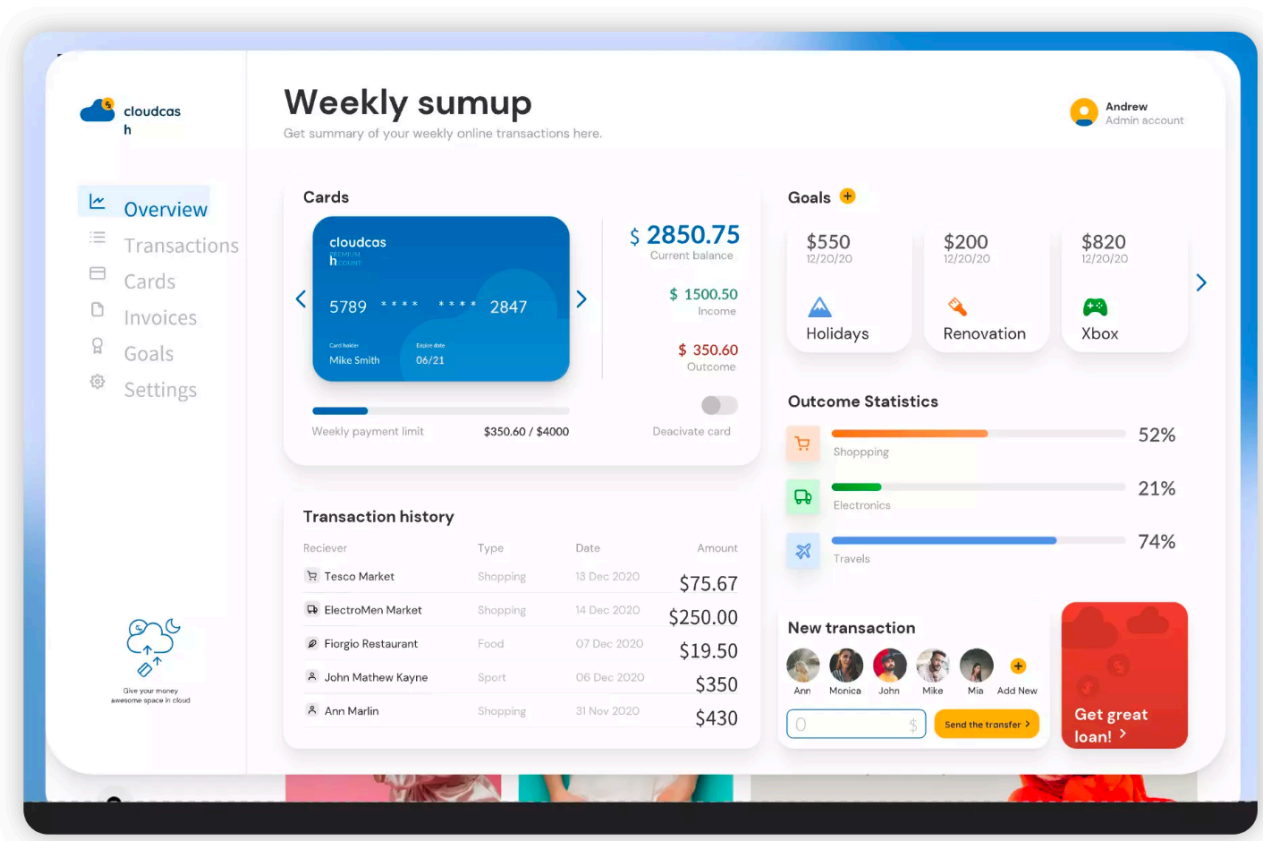 cloudcas
h
Weekly sumup
Get summary of your weekly online transactions here.
Andrew
Admin account
Overview
Transactions
Cards
Invoices
Goals
Settings
Give your money
awesome space in cloud
Cards
cloudcas
h
PREMIUM
5789 **** **** 2847
Card holder
Expire date
Mike Smith
06/21
$ 2850.75
Current balance
$ 1500.50
Income
$ 350.60
Outcome
Weekly payment limit
$350.60 / $4000
Deacivate card
Goals +
$550
12/20/20
Holidays
$200
12/20/20
Renovation
$820
12/20/20
Xbox
Outcome Statistics
52%
Shoppping
21%
Electronics
74%
Travels
Transaction history
Reciever Type Date Amount
Tesco Market Shopping 13 Dec 2020 $75.67
ElectroMen Market Shopping 14 Dec 2020 $250.00
Fiorgio Restaurant Food 07 Dec 2020 $19.50
John Mathew Kayne Sport 06 Dec 2020 $350
Ann Marlin Shopping 31 Nov 2020 $430
New transaction
Ann Monica John Mike Mia Add New
0 $
Send the transfer >
Get great
loan! >